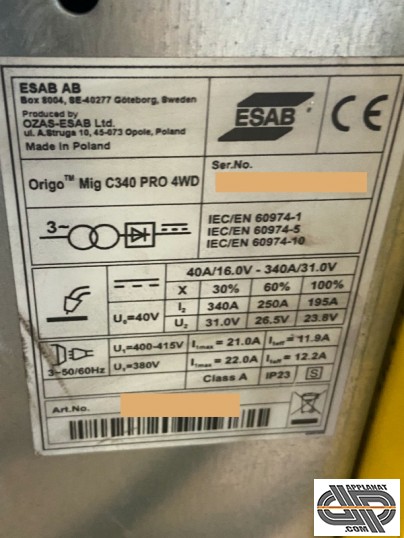 ESAB AB
Box 8004, SE-40277 Göteborg, Sweden
Produced by
OZAS-ESAB Ltd.
ul. A.Struga 10, 45-073 Opole, Poland
Made in Poland
ESAB
CE
Origo™ Mig C340 PRO 4WD
Ser.No.
3~
IEC/EN 60974-1
IEC/EN 60974-5
IEC/EN 60974-10
40A/16.0V - 340A/31.0V
X 30% 60% 100%
U₀=40V
I₂ 340A 250A 195A
U₂ 31.0V 26.5V 23.8V
3~50/60Hz
U₁=400-415V I₁max = 21.0A I₁eff = 11.9A
U₁=380V I₁max = 22.0A I₁eff = 12.2A
Class A IP23 S
Art.No.
APPLANAT
.COM